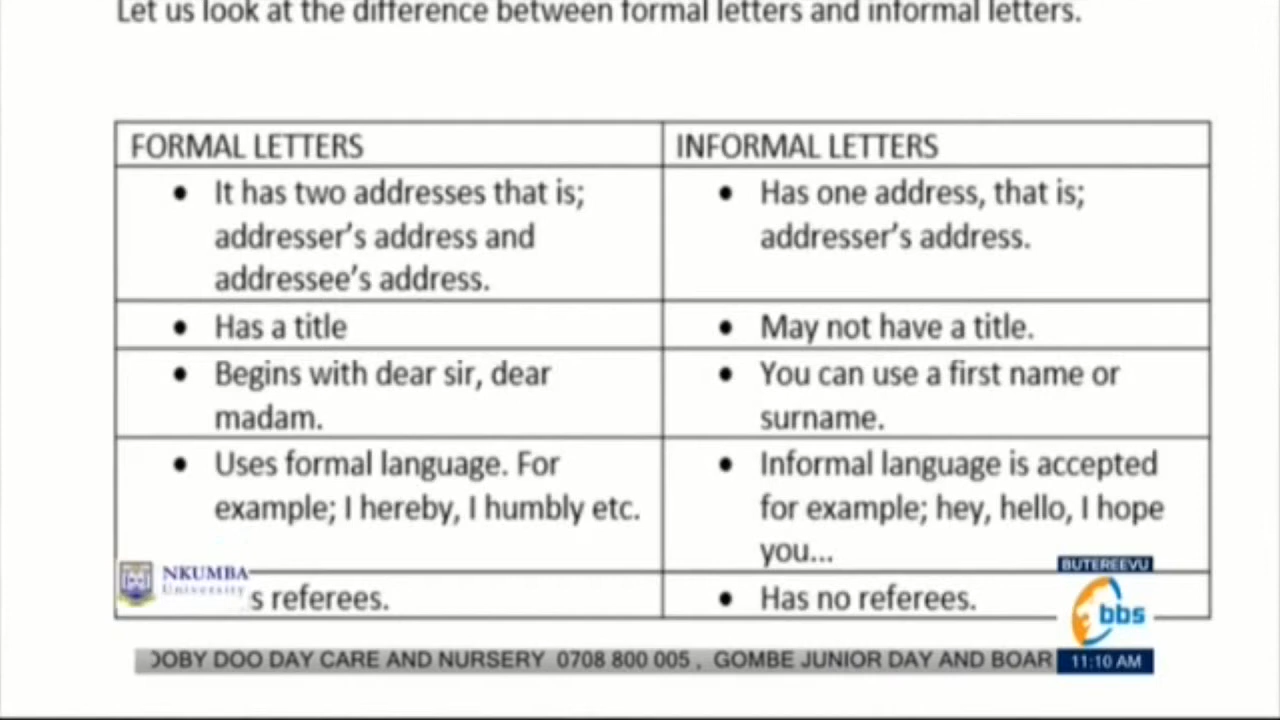 Let us look at the difference between formal letters and informal letters.
FORMAL LETTERS
INFORMAL LETTERS
• It has two addresses that is;
addresser's address and
addressee's address.
• Has one address, that is;
addresser's address.
• Has a title
• May not have a title.
• Begins with dear sir, dear
madam.
• You can use a first name or
surname.
• Uses formal language. For
example; I hereby, I humbly etc.
• Informal language is accepted
for example; hey, hello, I hope
you...
s referees.
• Has no referees.
NKUMBA
University
BUTEREEVU
bbs
11:10 AM
OOBY DOO DAY CARE AND NURSERY 0708 800 005 , GOMBE JUNIOR DAY AND BOAR